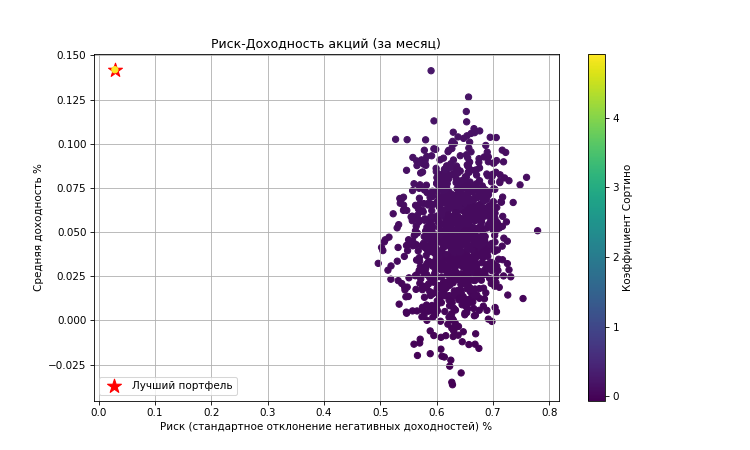 Риск-Доходность акций (за месяц)
0.150
0.125
0.100
0.075
0.050
0.025
0.000
−0.025
Средняя доходность %
Лучший портфель
0.0 0.1 0.2 0.3 0.4 0.5 0.6 0.7 0.8
Риск (стандартное отклонение негативных доходностей) %
4
3
2
1
0
Коэффициент Сортино